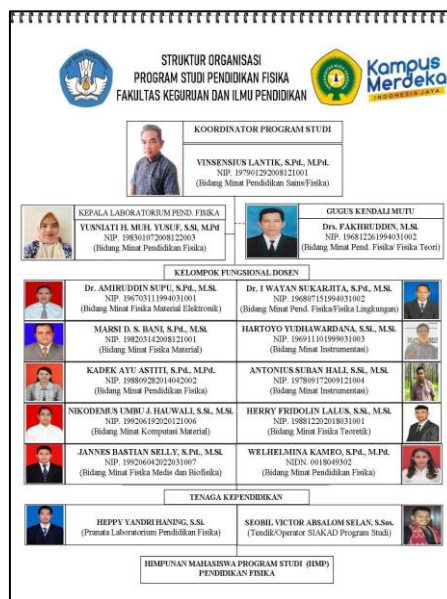 STRUKTUR ORGANISASI
PROGRAM STUDI PENDIDIKAN FISIKA
FAKULTAS KEGURUAN DAN ILMU PENDIDIKAN
Kampus
Merdeka
INDONESIA JAYA
KOORDINATOR PROGRAM STUDI
VINSENSIUS LANTIK, S.Pd., M.Pd.
NIP. 197901292008121001
(Bidang Minat Pendidikan Sains/Fisika)
KEPALA LABORATORIUM PEND. FISIKA
YUSNIATI H. MUH. YUSUF, S.Si, M.Pd
NIP. 198301072008122003
(Bidang Minat Pendidikan Fisika)
GUGUS KENDALI MUTU
Drs. FAKHRUDDIN, M.Si.
NIP. 196812261994031002
(Bidang Minat Pend. Fisika/ Fisika Teori)
KELOMPOK FUNGSIONAL DOSEN
Dr. AMIRUDDIN SUPU, S.Pd., M.Si.
NIP. 196703111994031001
(Bidang Minat Fisika Material Elektronik)
Dr. I WAYAN SUKARJITA, S.Pd., M.Si.
NIP. 196807151994031002
(Bidang Minat Pend. Fisika/Fisika Lingkungan)
MARSI D. S. BANI, S.Pd., M.Si.
NIP. 198203142008121001
(Bidang Minat Fisika Material)
HARTOYO YUDHAWARDANA, S.Si., M.Si.
NIP. 196911101999031003
(Bidang Minat Instrumentasi)
KADEK AYU ASTITI, S.Pd., M.Pd.
NIP. 198809282014042002
(Bidang Minat Pendidikan Fisika)
ANTONIUS SUBAN HALI, S.Si., M.Si.
NIP. 197809172009121004
(Bidang Minat Instrumentasi)
NIKODEMUS UMBU J. HAUWALI, S.Si., M.Si.
NIP. 199206192020121006
(Bidang Minat Komputasi Material)
HERRY FRIDOLIN LALUS, S.Si., M.Si.
NIP. 198812202018031001
(Bidang Minat Fisika Teoretik)
JANNES BASTIAN SELLY, S.Pd., M.Si.
NIP. 199206042022031007
(Bidang Minat Fisika Medis dan Biofisika)
WELHELMINA KAMEO, S.Pd, M.Pd
NIDN. 0018049302
(Bidang Minat Pendidikan Fisika)
TENAGA KEPENDIDIKAN
HEPPY YANDRI HANING, S.Si.
(Pranata Laboratorium Pendidikan Fisika)
SEOBIL VICTOR ABSALOM SELAN, S.Sos.
(Tendik/Operator SIAKAD Program Studi)
HIMPUNAN MAHASISWA PROGRAM STUDI (HMP)
PENDIDIKAN FISIKA